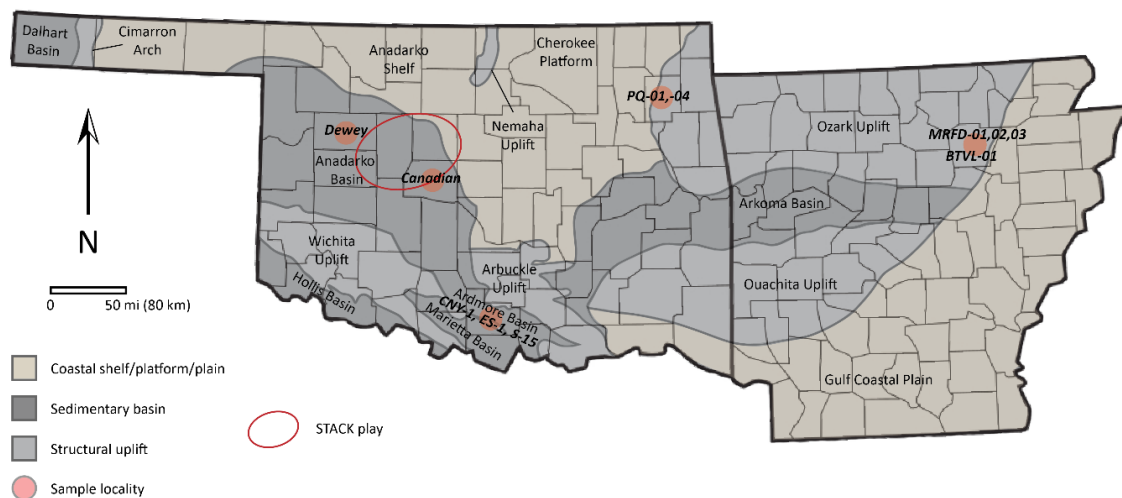 Dalhart
Basin
Cimarron
Arch
Anadarko
Shelf
Cherokee
Platform
PQ-01,-04
Nemaha
Uplift
Dewey
Anadarko
Basin
Canadian
Ozark Uplift
MRFD-01,02,03
BTVL-01
Arkoma Basin
Wichita
Uplift
Arbuckle
Uplift
Ouachita Uplift
Hollis Basin
Ardmore Basin
CNY-1, ES-1, S-15
Marietta Basin
Gulf Coastal Plain
N
0 50 mi (80 km)
Coastal shelf/platform/plain
Sedimentary basin
Structural uplift
Sample locality
STACK play